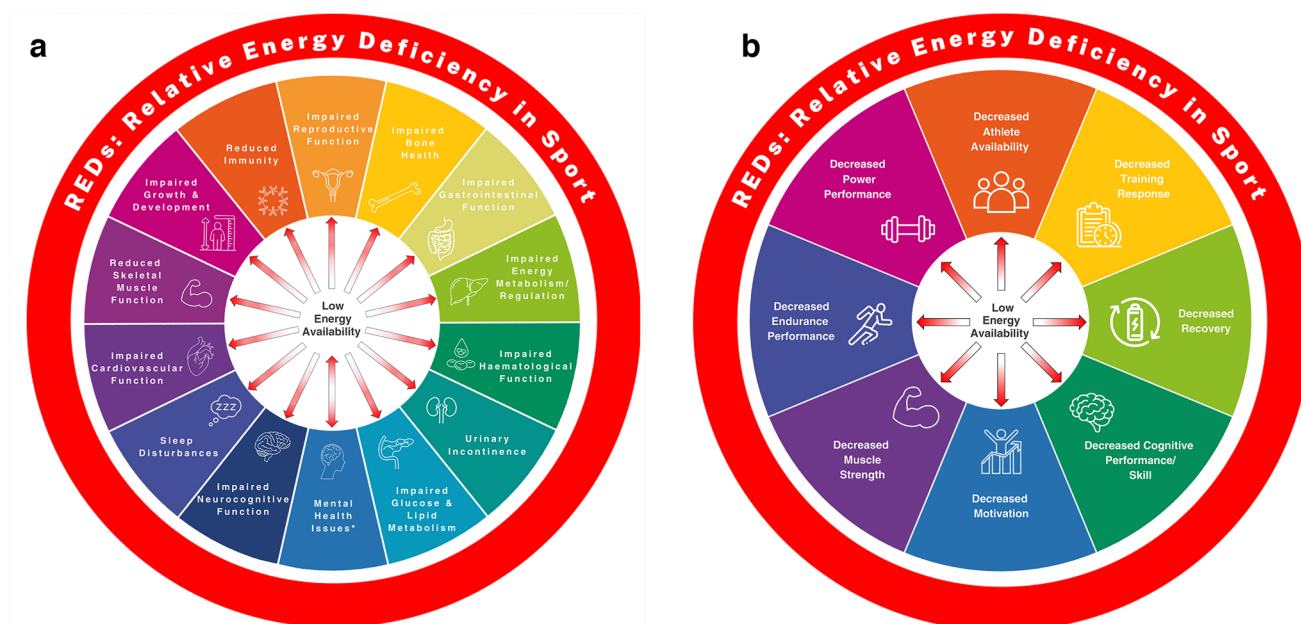 a
REDs: Relative Energy Deficiency in Sport
Impaired
Reproductive
Function
Impaired
Bone
Health
Impaired
Gastrointestinal
Function
Impaired
Energy
Metabolism/
Regulation
Impaired
Haematological
Function
Urinary
Incontinence
Impaired
Glucose &
Lipid
Metabolism
Mental
Health
Issues*
Impaired
Neurocognitive
Function
Sleep
Disturbances
ZZZ
Impaired
Cardiovascular
Function
Reduced
Skeletal
Muscle
Function
Impaired
Growth &
Development
Reduced
Immunity
Low
Energy
Availability
b
REDs: Relative Energy Deficiency in Sport
Decreased
Athlete
Availability
Decreased
Training
Response
Decreased
Recovery
Decreased Cognitive
Performance/
Skill
Decreased
Motivation
Decreased
Muscle
Strength
Decreased
Endurance
Performance
Decreased
Power
Performance
Low
Energy
Availability